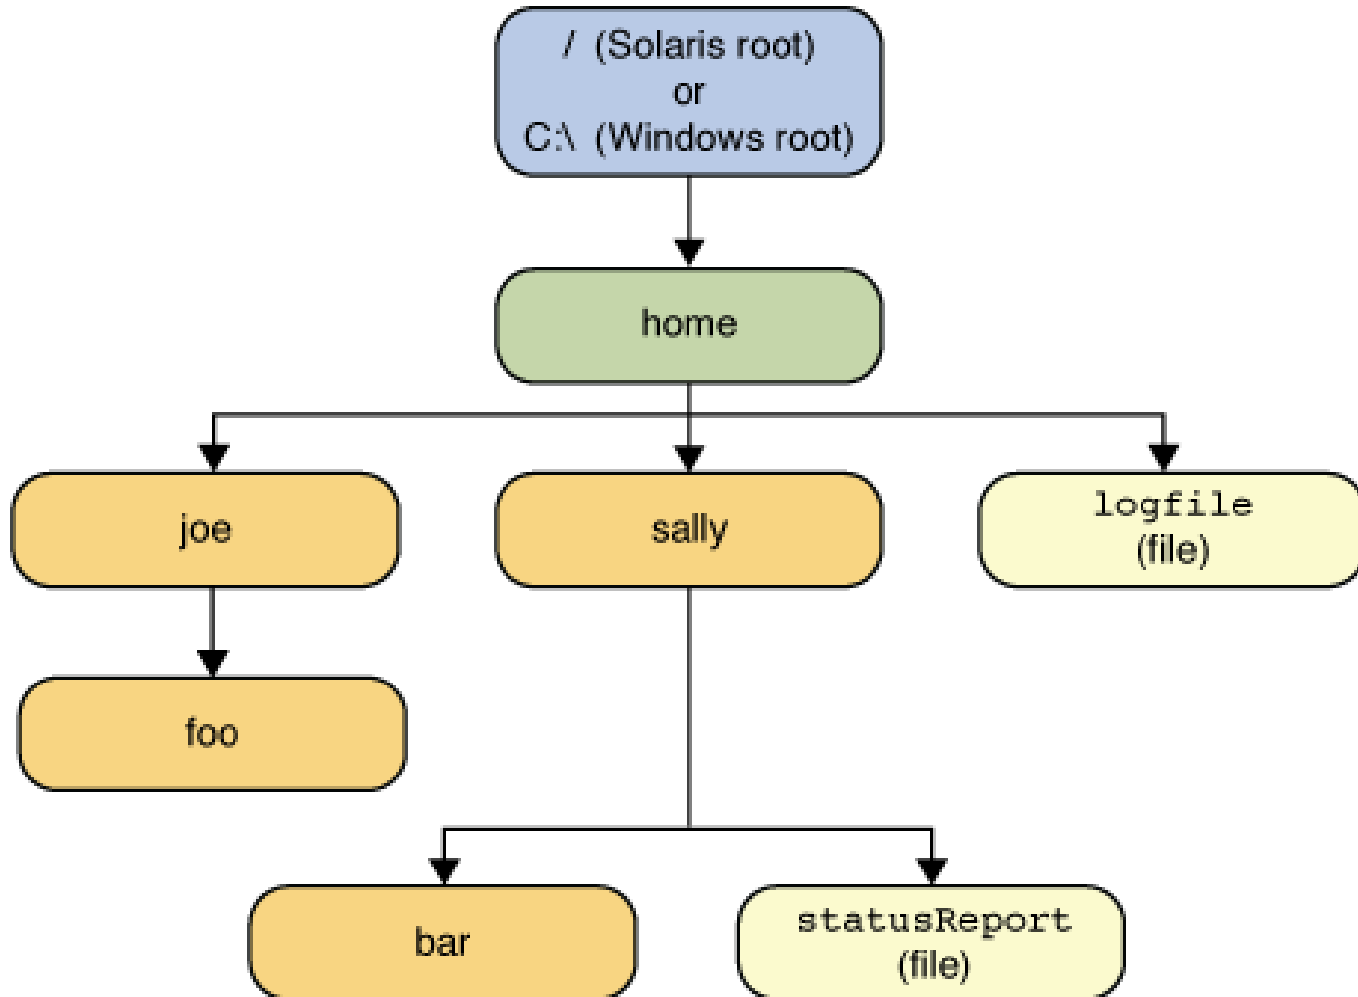 / (Solaris root)
or
C:\ (Windows root)
home
joe
sally
logfile
(file)
foo
bar
statusReport
(file)